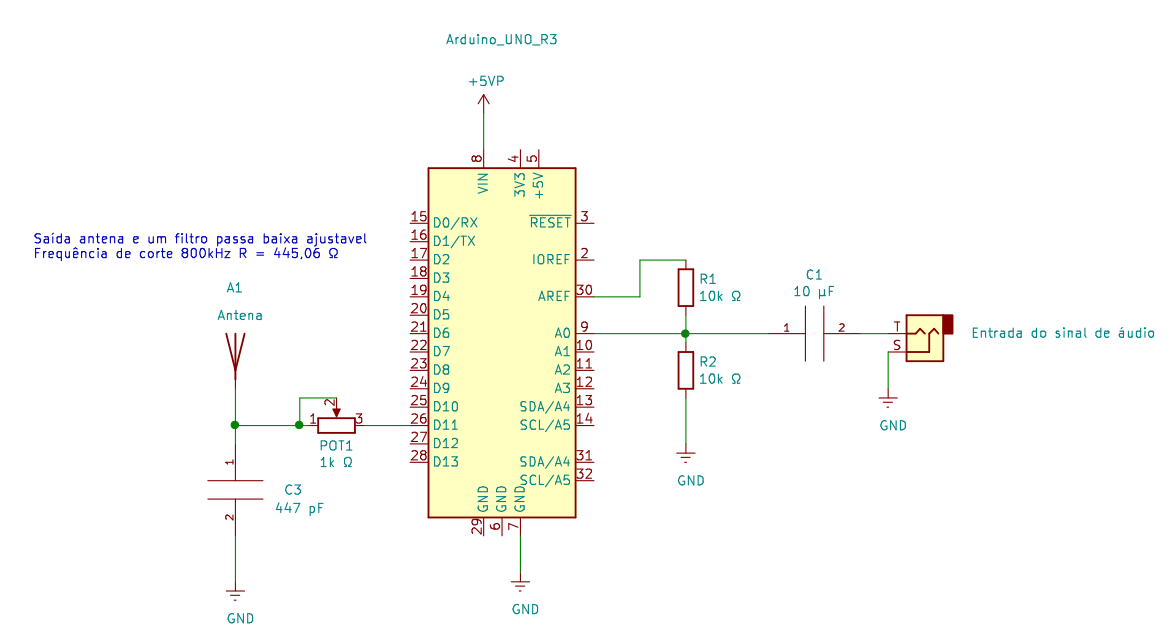 Arduino_UNO_R3
+5VP
8
4
5
VIN
3V3
+5V
15 D0/RX
RESET 3
16 D1/TX
17 D2
IOREF 2
18 D3
19 D4
AREF 30
20 D5
21 D6
A0 9
22 D7
A1 10
23 D8
A2 11
24 D9
A3 12
25 D10
SDA/A4 13
26 D11
SCL/A5 14
27 D12
28 D13
SDA/A4 31
SCL/A5 32
GND
GND
GND
29
6
7
GND
Saída antena e um filtro passa baixa ajustavel
Frequência de corte 800kHz R = 445,06 Ω
A1
Antena
1
2
3
POT1
1k Ω
1
C3
447 pF
2
GND
R1
10k Ω
R2
10k Ω
GND
C1
10 µF
1
2
T
S
Entrada do sinal de áudio
GND